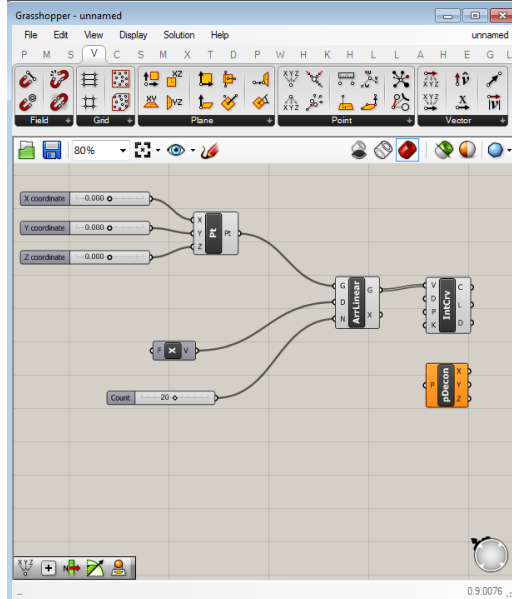 Grasshopper - unnamed
File Edit View Display Solution Help unnamed
P M S V C S M X T D P W H K H L L A H E G L
Field Grid Plane Point Vector
80%
X coordinate 0.000
Y coordinate 0.000
Z coordinate 0.000
X Y Z Pt Pt
G D N ArrLinear G X
V D P K IntCrv C L D
F X V
Count 20
P pDecon X Y Z
0.9.0076